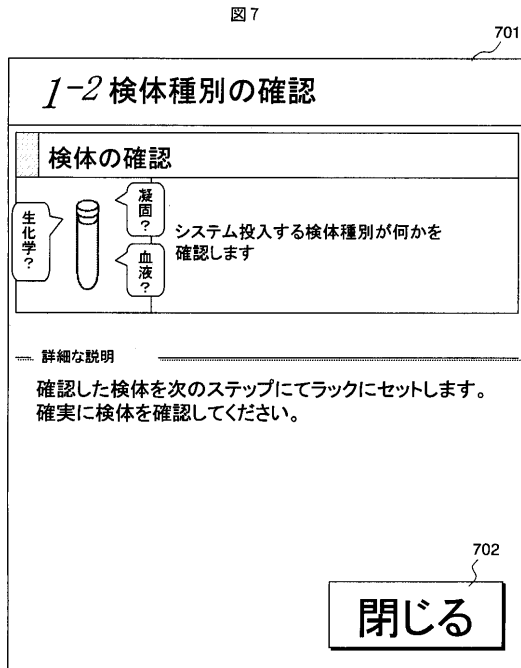 図7
701
1-2 検体種別の確認
検体の確認
生化学?
凝固?
血液?
システム投入する検体種別が何かを
確認します
詳細な説明
確認した検体を次のステップにてラックにセットします。
確実に検体を確認してください。
702
閉じる